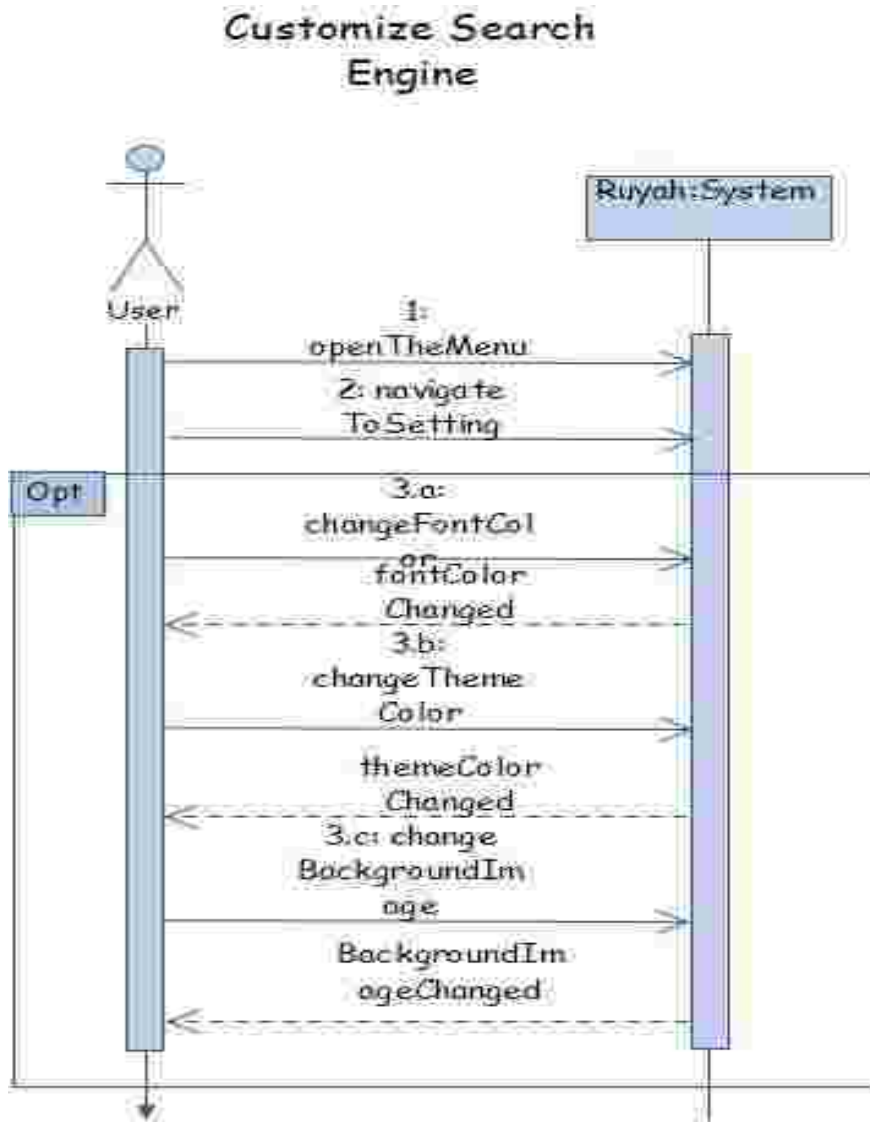 Customize Search
Engine
Ruyah:System
User
1:
openTheMenu
2: navigate
ToSetting
Opt
3.a:
changeFontCol
or
fontColor
Changed
3.b:
changeTheme
Color
themeColor
Changed
3.c: change
BackgroundIm
age
BackgroundIm
ageChanged